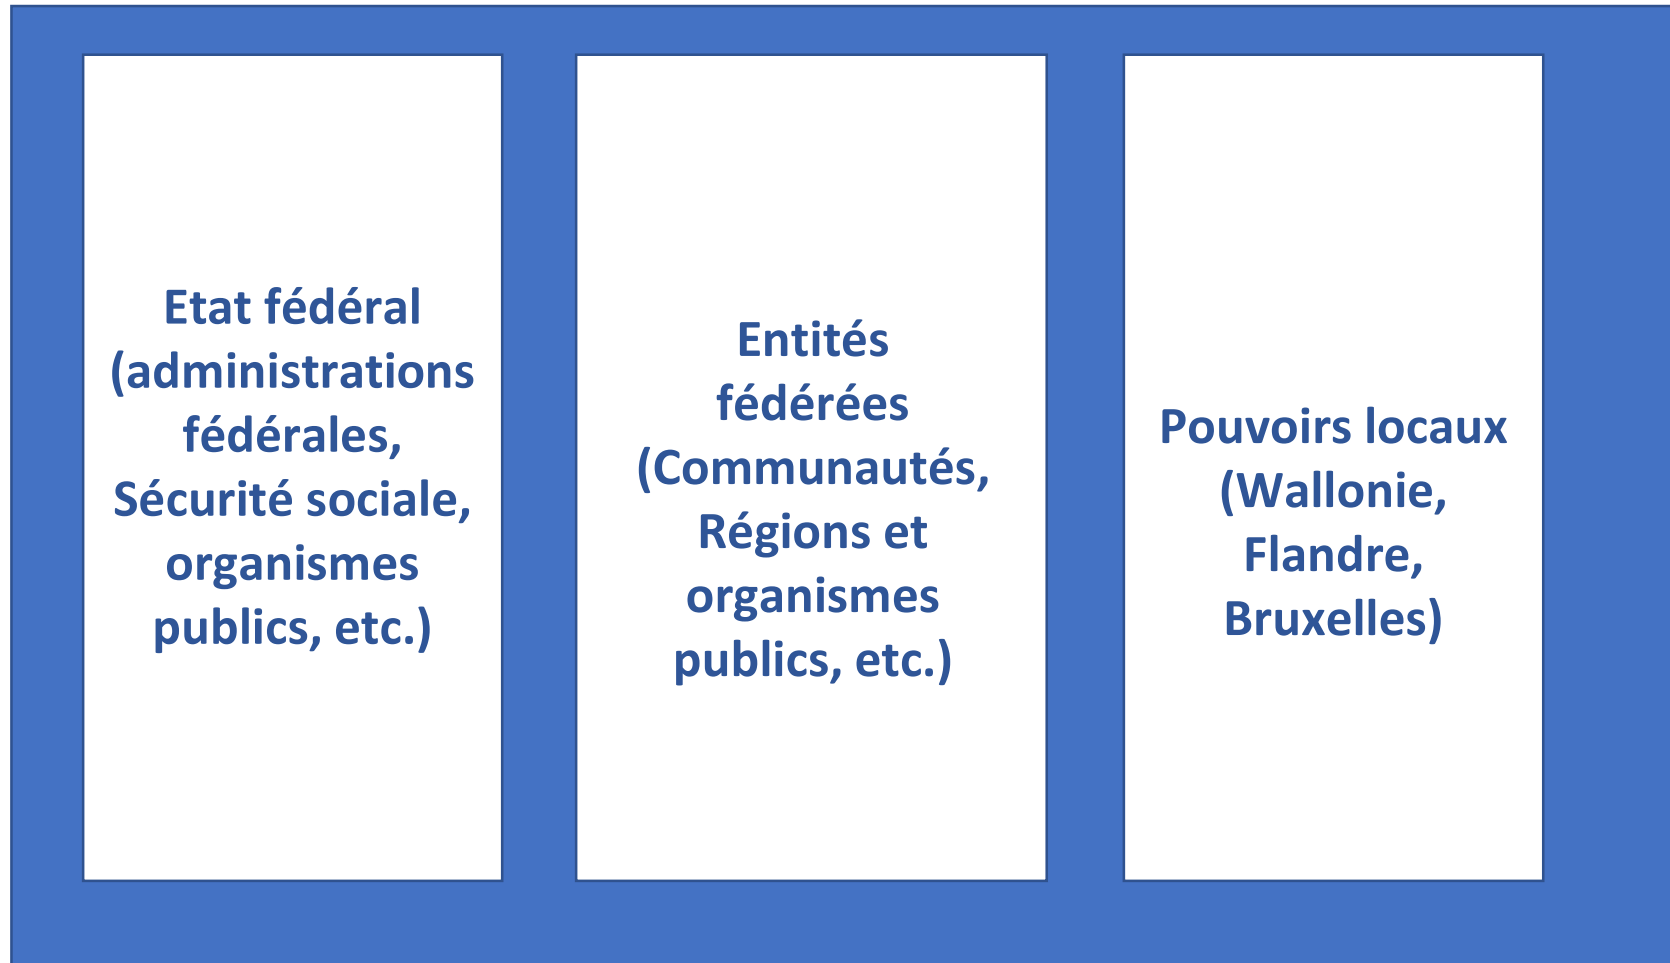 Etat fédéral
(administrations
fédérales,
Sécurité sociale,
organismes
publics, etc.)
Entités
fédérées
(Communautés,
Régions et
organismes
publics, etc.)
Pouvoirs locaux
(Wallonie,
Flandre,
Bruxelles)